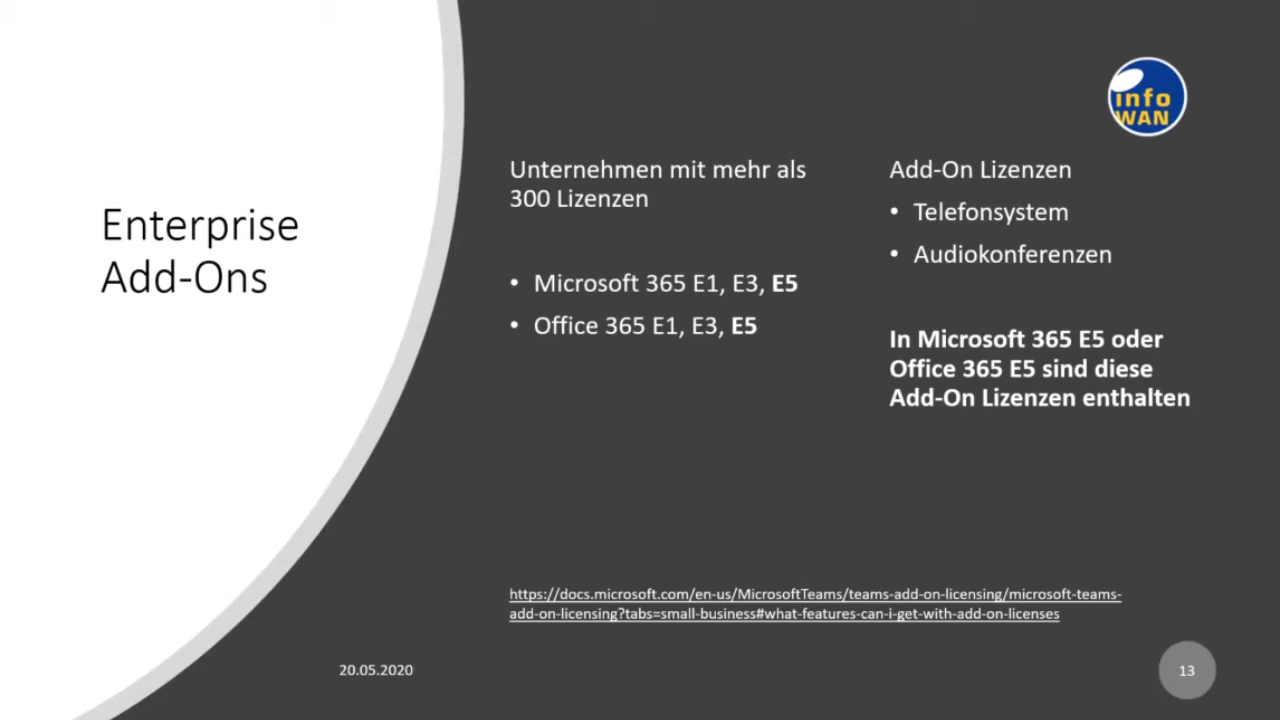 info
WAN
Enterprise
Add-Ons
Unternehmen mit mehr als
300 Lizenzen
• Microsoft 365 E1, E3, E5
• Office 365 E1, E3, E5
Add-On Lizenzen
• Telefonsystem
• Audiokonferenzen
In Microsoft 365 E5 oder
Office 365 E5 sind diese
Add-On Lizenzen enthalten
https://docs.microsoft.com/en-us/MicrosoftTeams/teams-add-on-licensing/microsoft-teams-
add-on-licensing?tabs=small-business#what-features-can-i-get-with-add-on-licenses
20.05.2020
13